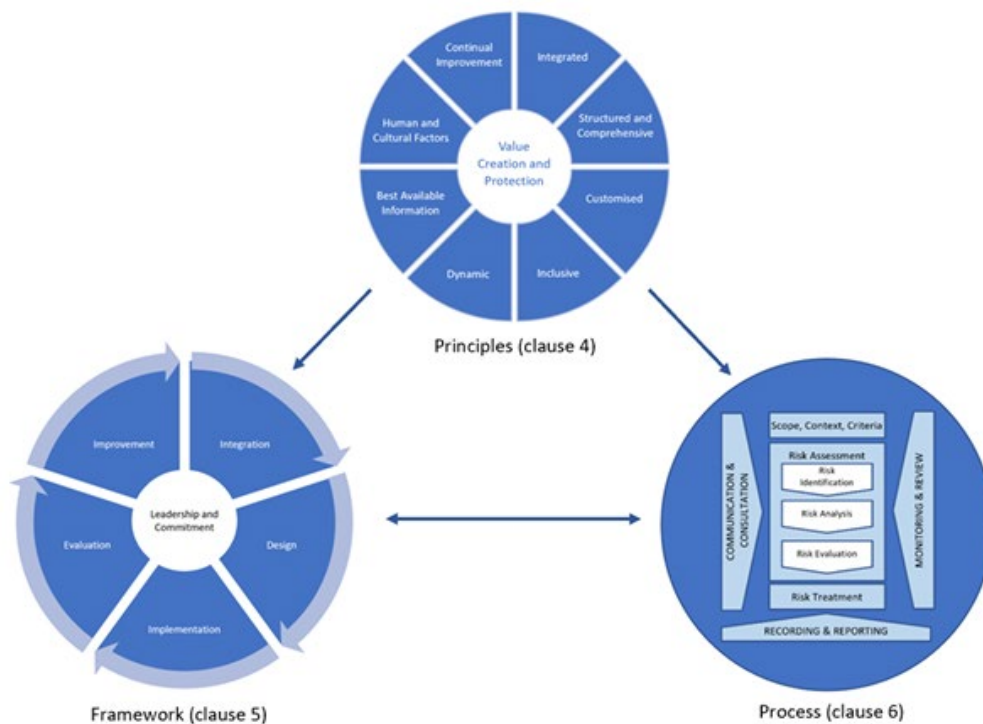 Continual
Improvement
Integrated
Human and
Cultural Factors
Structured and
Comprehensive
Value
Creation and
Protection
Best Available
Information
Customised
Dynamic
Inclusive
Principles (clause 4)
Improvement
Integration
Leadership and
Commitment
Evaluation
Design
Implementation
Framework (clause 5)
Scope, Context, Criteria
Risk Assessment
Risk
Identification
Risk Analysis
Risk Evaluation
Risk Treatment
COMMUNICATION &
CONSULTATION
MONITORING & REVIEW
RECORDING & REPORTING
Process (clause 6)